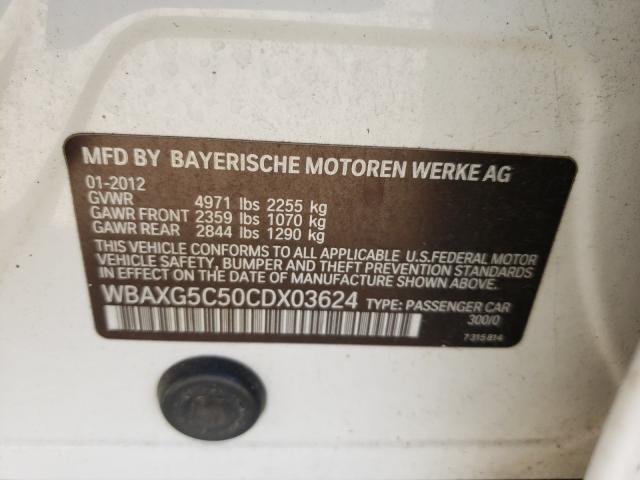 MFD BY BAYERISCHE MOTOREN WERKE AG
01-2012
GVWR 4971 lbs 2255 kg
GAWR FRONT 2359 lbs 1070 kg
GAWR REAR 2844 lbs 1290 kg
THIS VEHICLE CONFORMS TO ALL APPLICABLE U.S.FEDERAL MOTOR
VEHICLE SAFETY, BUMPER AND THEFT PREVENTION STANDARDS
IN EFFECT ON THE DATE OF MANUFACTURE SHOWN ABOVE.
WBAXG5C50CDX03624 TYPE: PASSENGER CAR
300/0
7 315 814